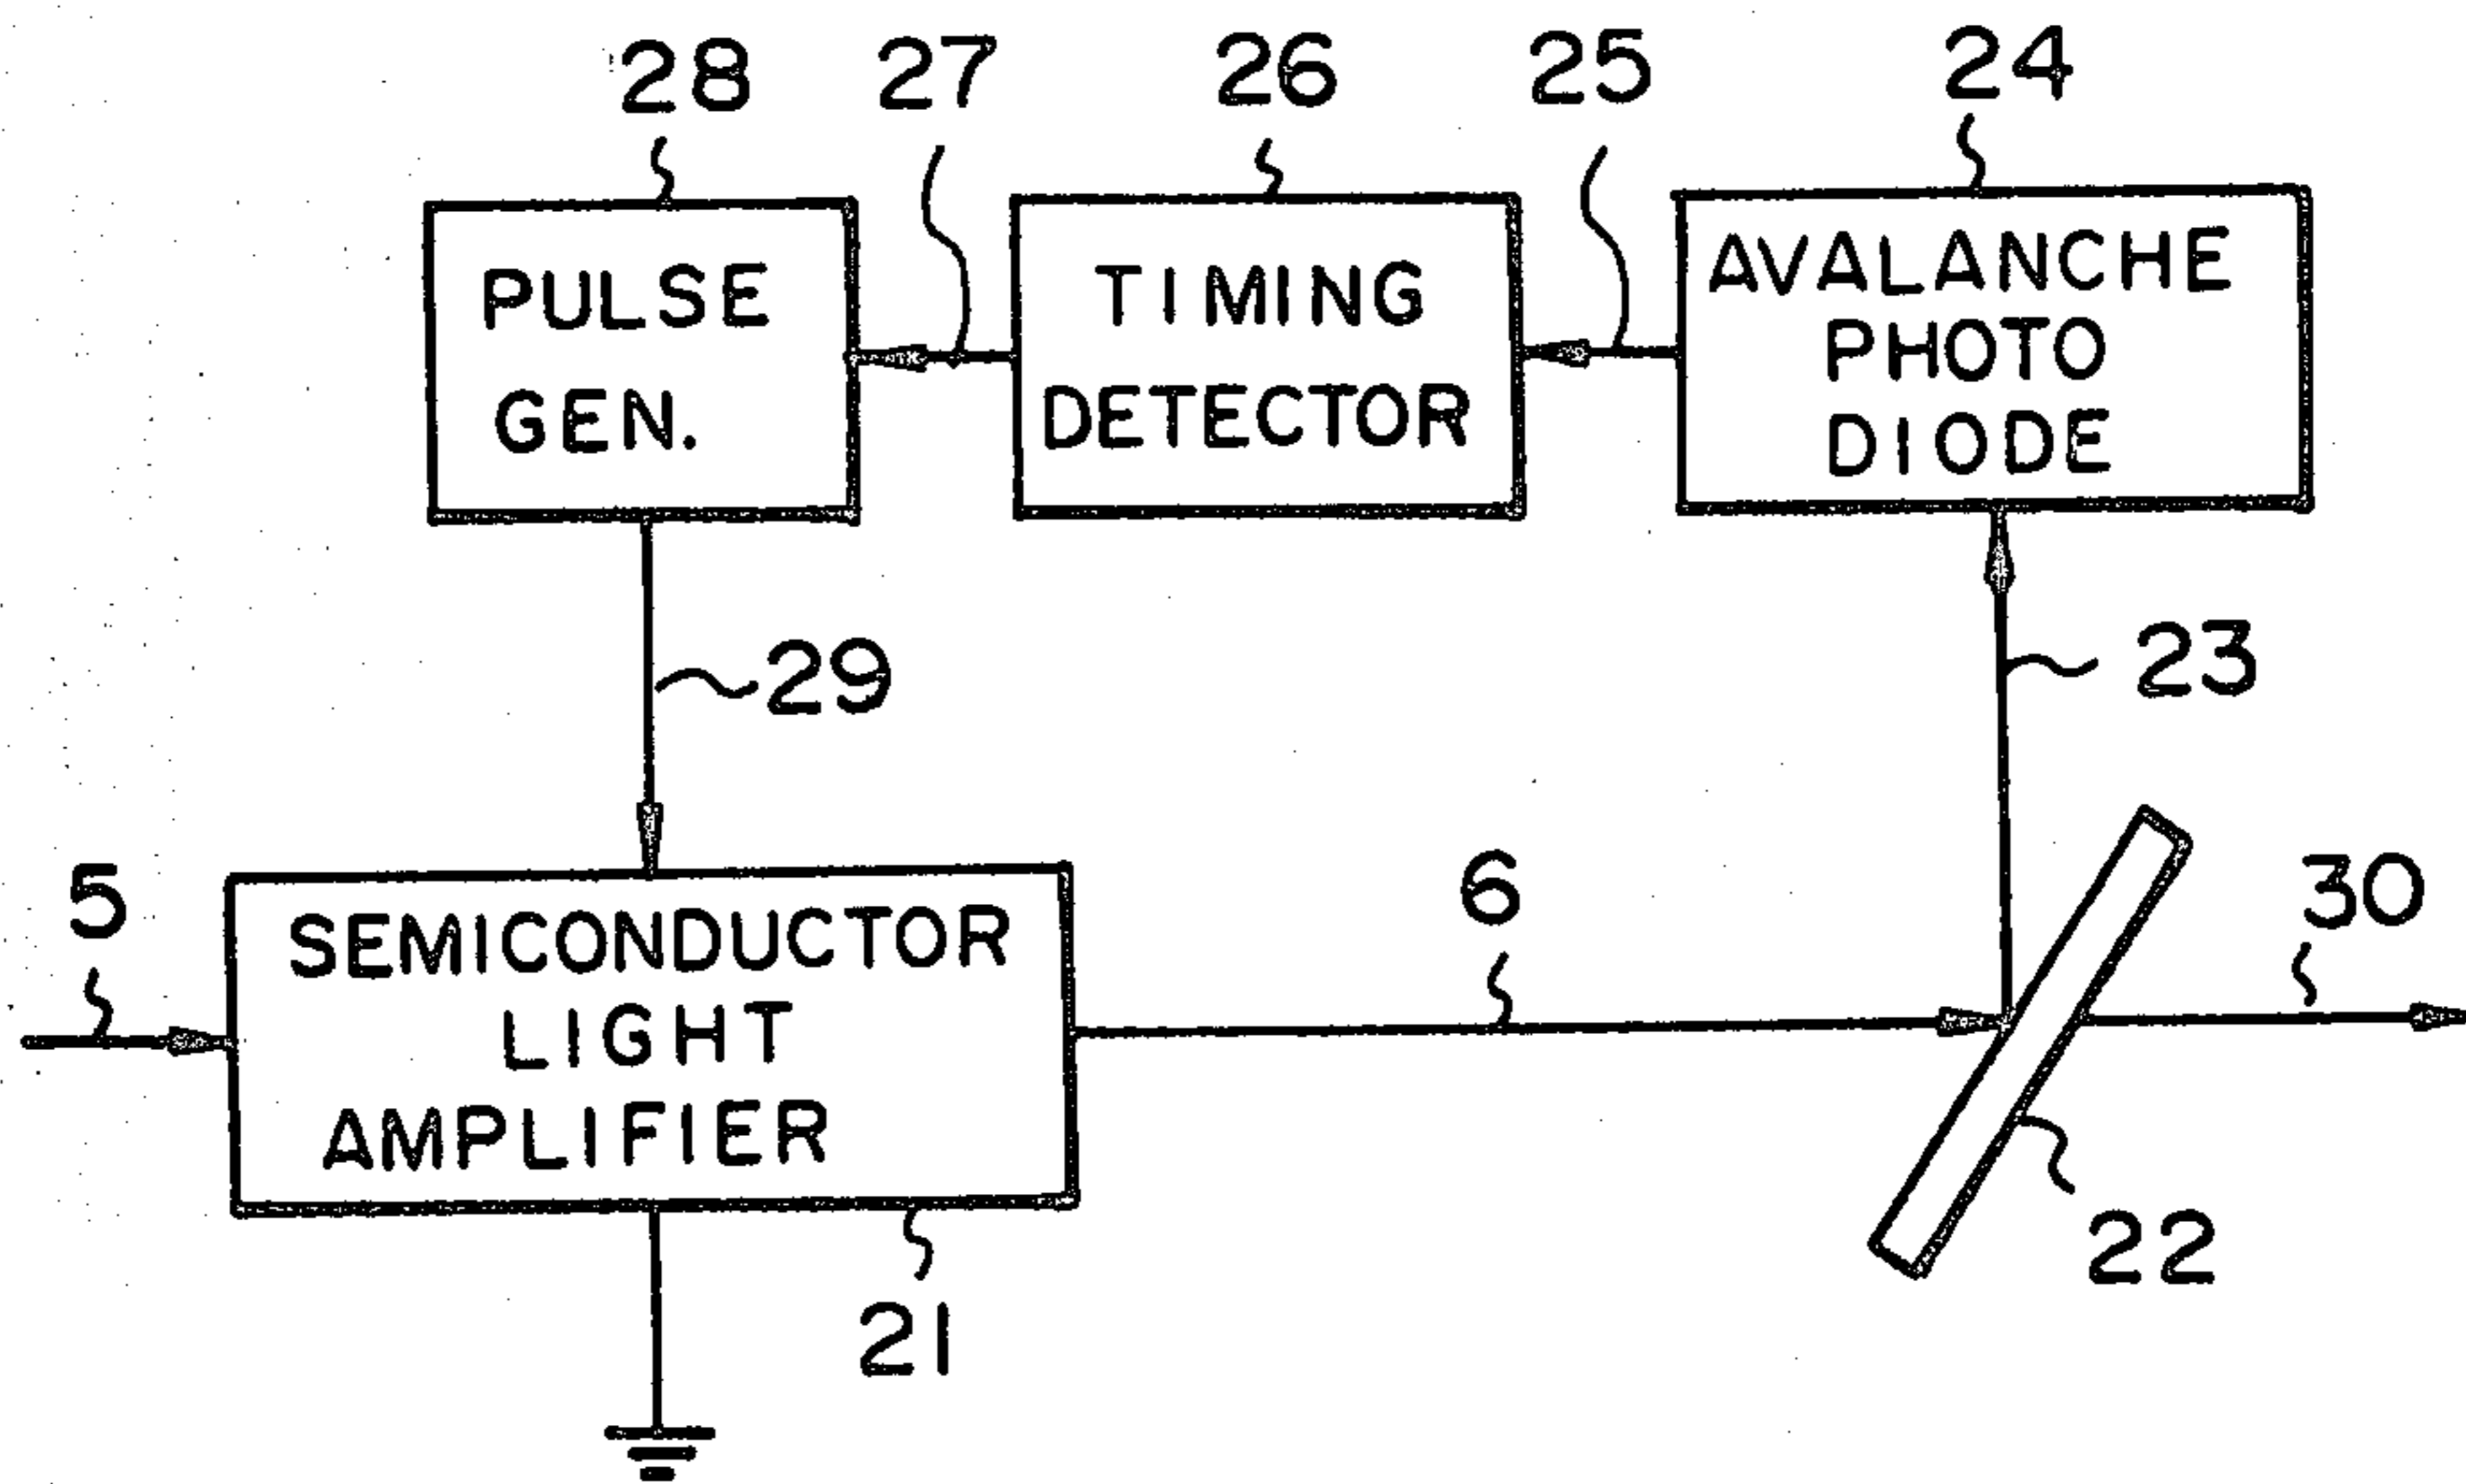 28 27 26 25 24
PULSE
GEN.
TIMING
DETECTOR
AVALANCHE
PHOTO
DIODE
29
23
5
6
30
SEMICONDUCTOR
LIGHT
AMPLIFIER
22
21